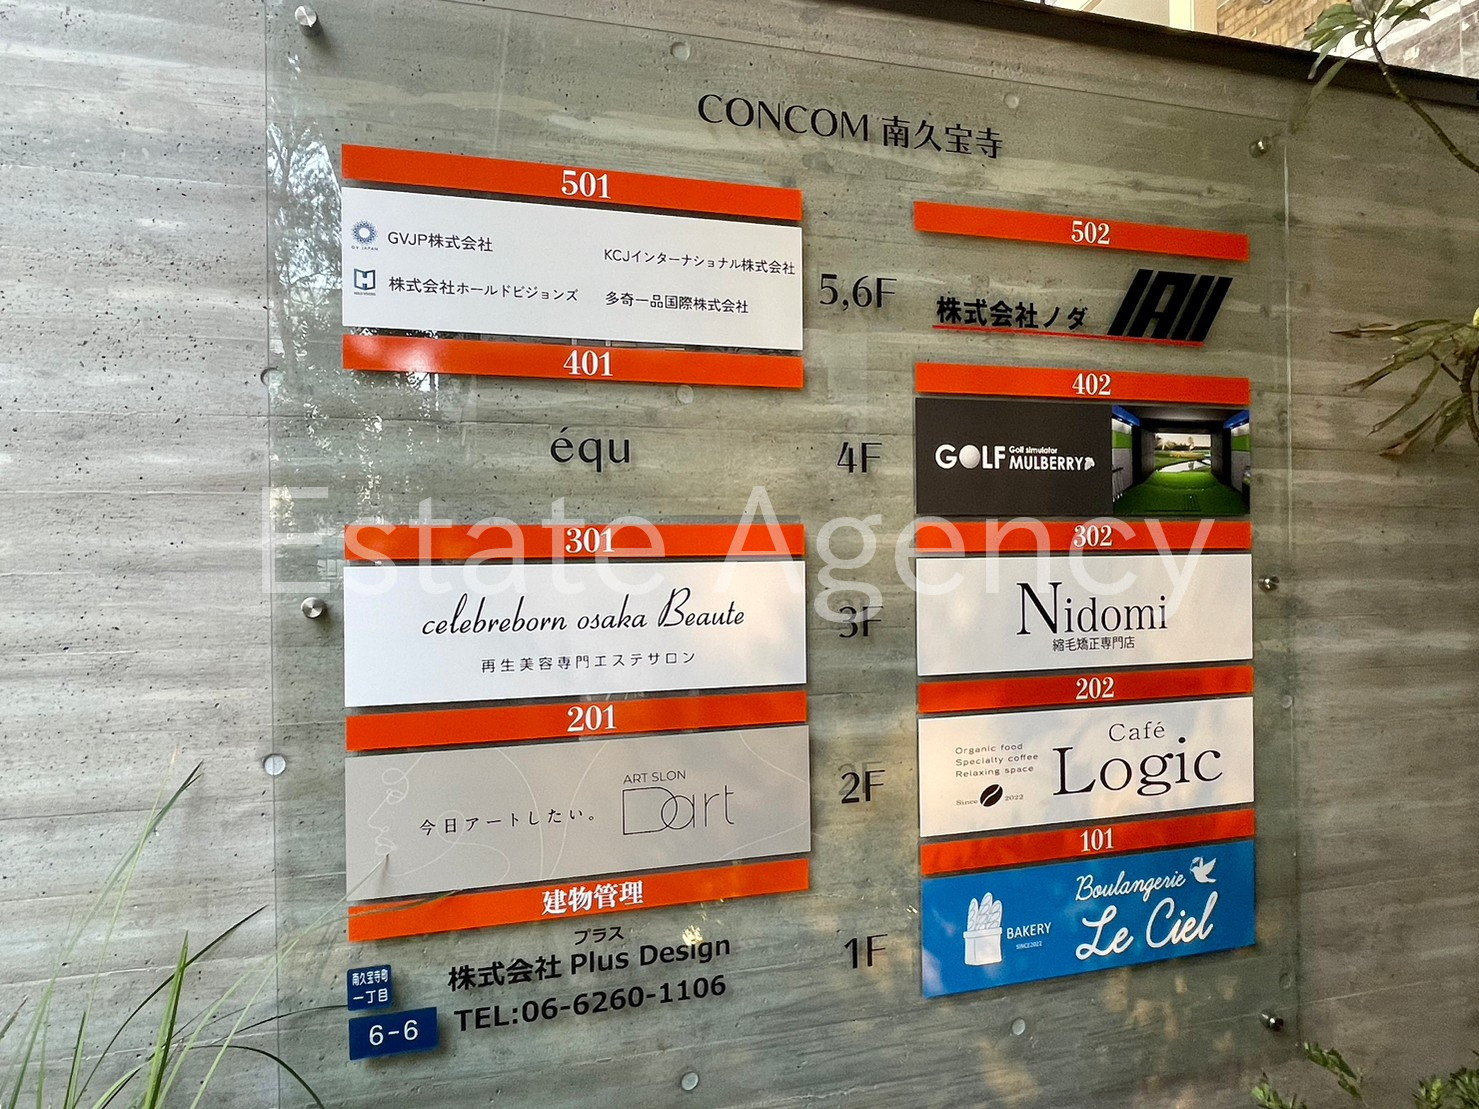 CONCOM 南久宝寺
501
GVJP株式会社
GV JAPAN
KCJインターナショナル株式会社
株式会社ホールドビジョンズ
多奇一品国際株式会社
5,6F
502
株式会社ノダ
401
équ
4F
402
GOLF Golf simulator
MULBERRY
Estate Agency
301
celebreborn osaka Beaute
再生美容専門エステサロン
3F
302
Nidomi
縮毛矯正専門店
201
ART SLON
Dart
今日アートしたい。
2F
202
Café
Logic
Organic food
Specialty coffee
Relaxing space
Since 2022
建物管理
プラス
株式会社 Plus Design
TEL:06-6260-1106
1F
101
Boulangerie
Le Ciel
BAKERY
SINCE2022
南久宝寺町
一丁目
6-6